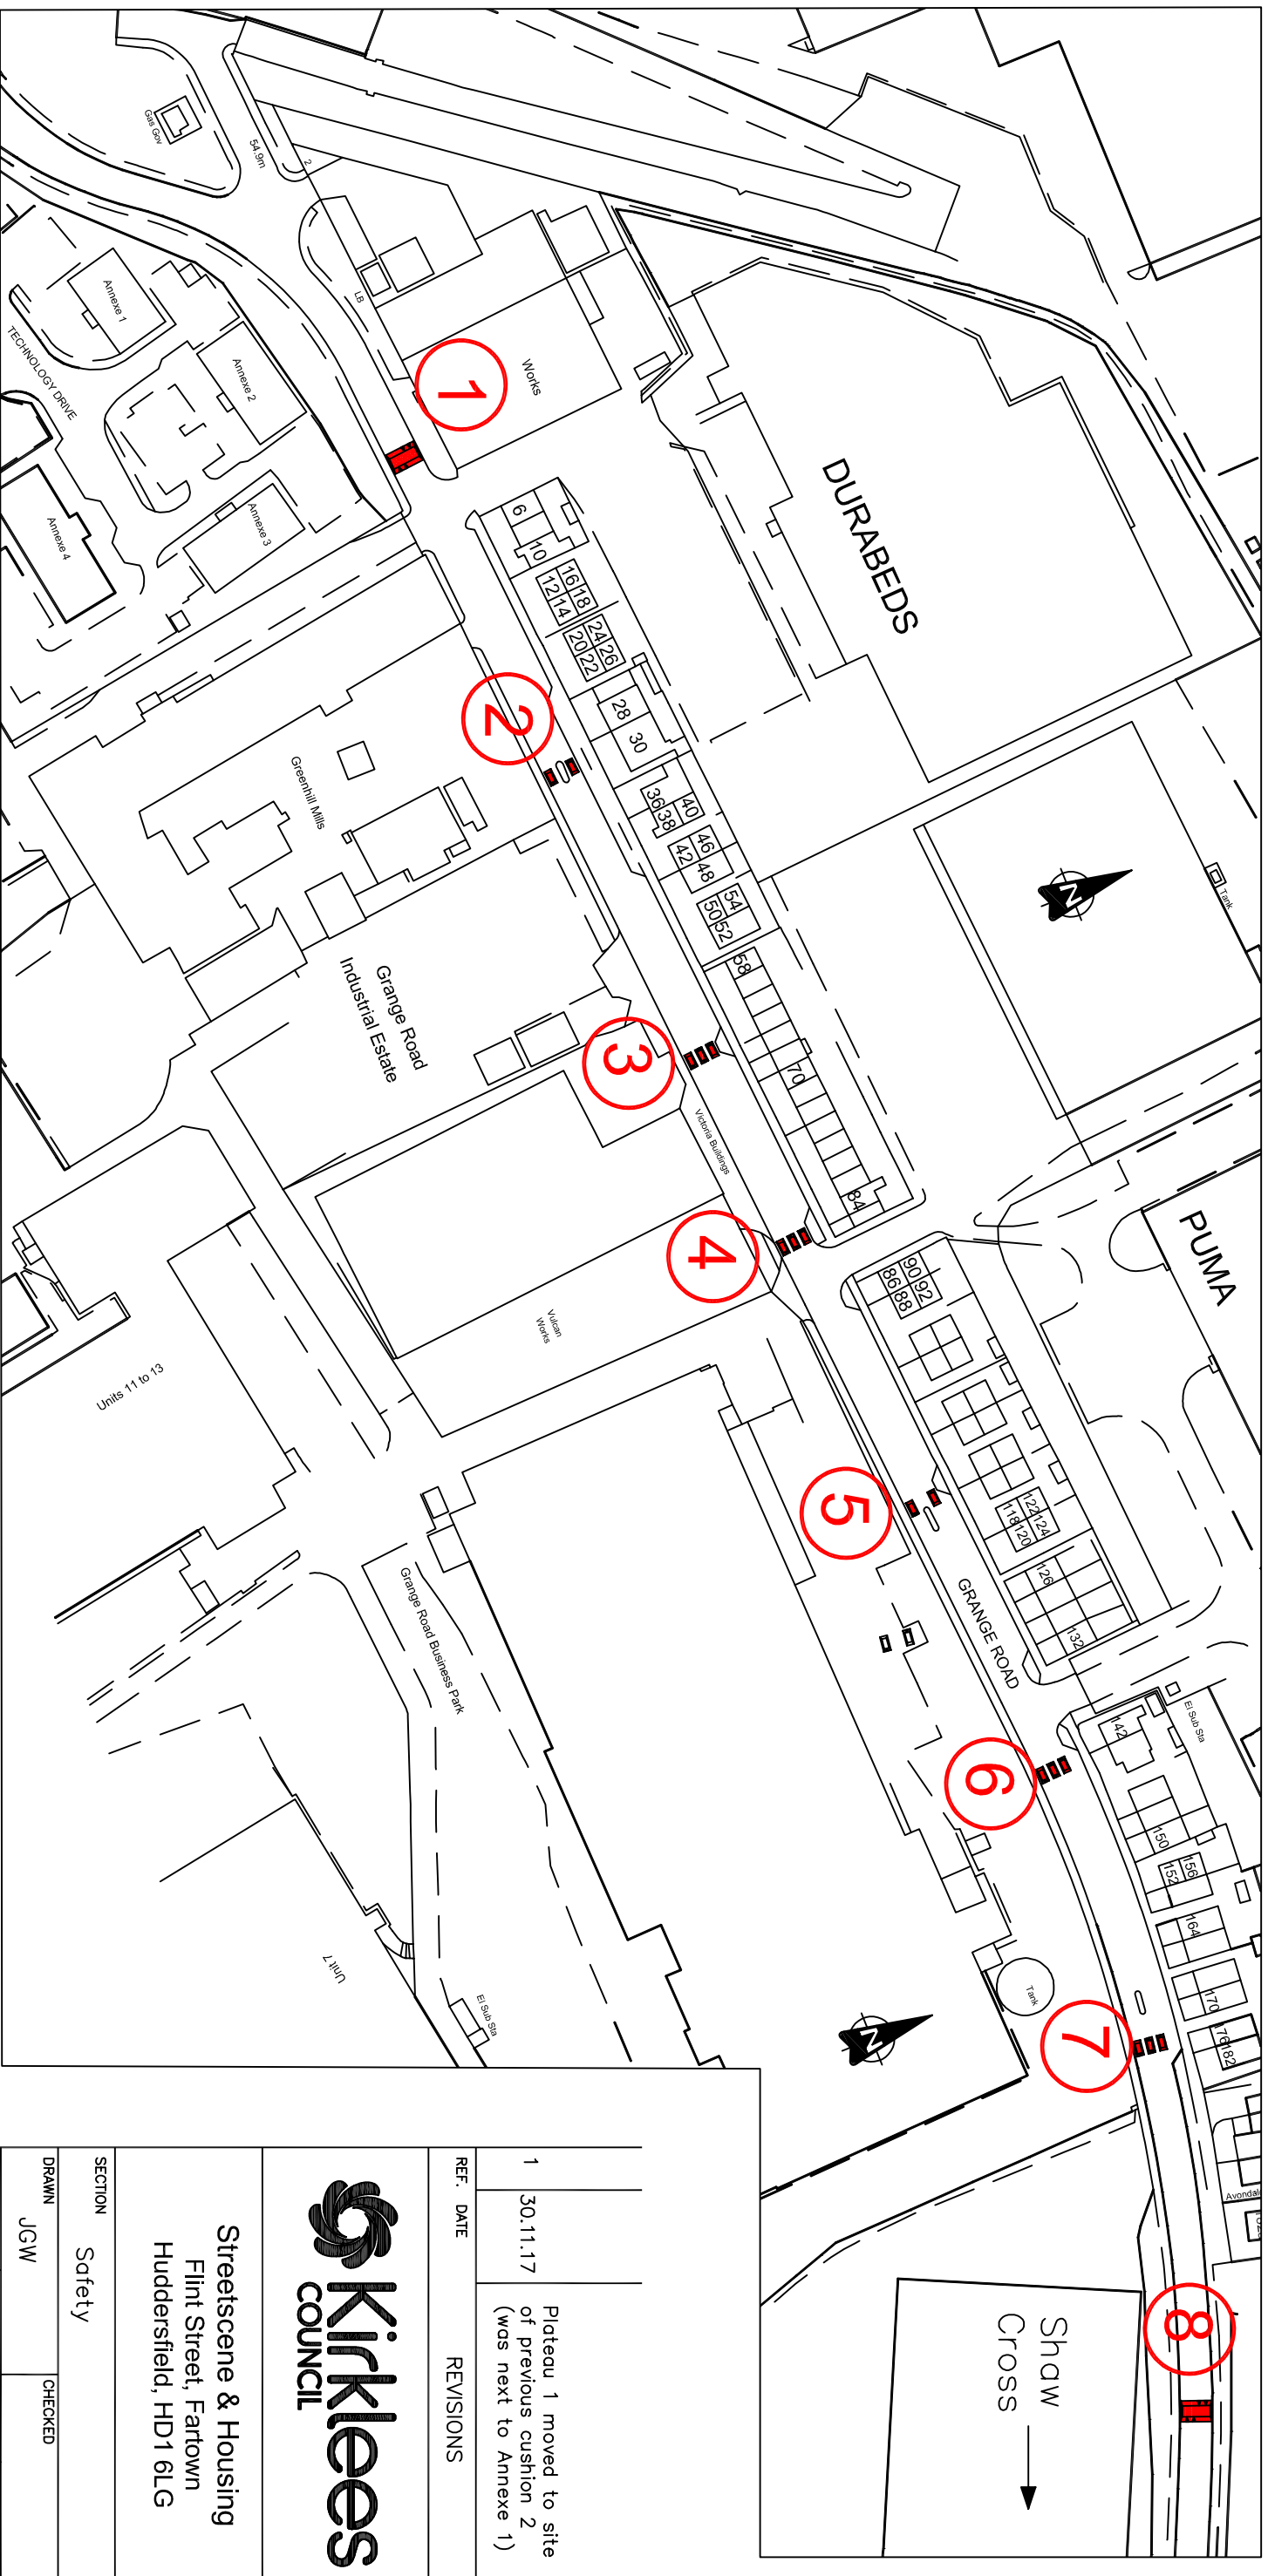 Gas Gov
54.9m
2
LB
Works
Annexe 1
Annexe 2
Annexe 3
Annexe 4
TECHNOLOGY DRIVE
1
DURABEDS
6
10
16 18
12 14
24 26
20 22
28
30
2
Greenhill Mills
36 38
40
46 48
42
54
50 52
58
70
84
N
Tank
Grange Road
Industrial Estate
3
Victoria Buildings
4
PUMA
90 92
86 88
Vulcan
Works
Units 11 to 13
5
122 124
118 120
126
132
GRANGE ROAD
Grange Road Business Park
6
El Sub Sta
142
150
156
152
164
170
176
182
Unit 7
El Sub Sta
Tank
7
N
8
Shaw
Cross
1
30.11.17
Plateau 1 moved to site
of previous cushion 2
(was next to Annexe 1)
REF.
DATE
REVISIONS
Kirklees
COUNCIL
Streetscene & Housing
Flint Street, Fartown
Huddersfield, HD1 6LG
SECTION
Safety
DRAWN
JGW
CHECKED